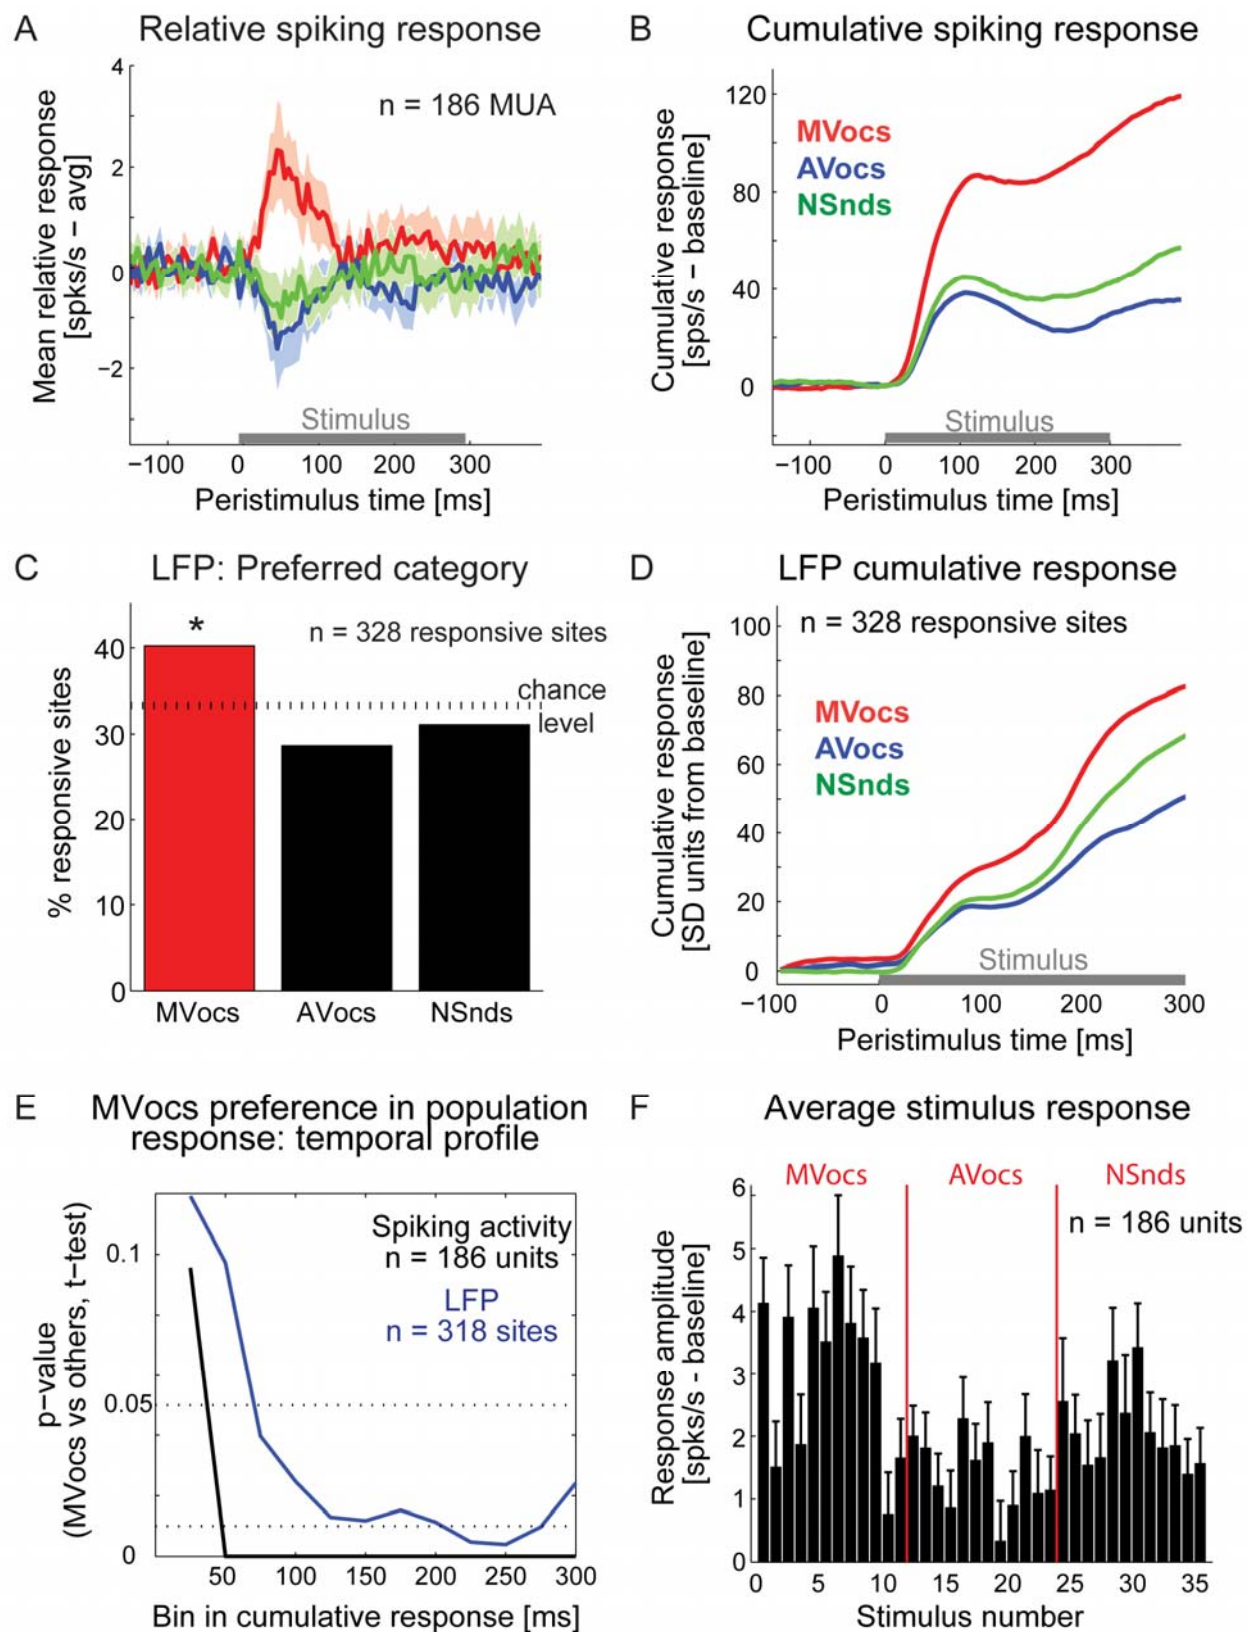 A Relative spiking response
4
2
0
−2
Mean relative response
[spks/s − avg]
n = 186 MUA
Stimulus
−100 0 100 200 300
Peristimulus time [ms]
B Cumulative spiking response
120
80
40
0
Cumulative response
[sps/s − baseline]
MVocs
AVocs
NSnds
Stimulus
−100 0 100 200 300
Peristimulus time [ms]
C LFP: Preferred category
40
30
20
10
0
% responsive sites
*
n = 328 responsive sites
chance
level
MVocs AVocs NSnds
D LFP cumulative response
100
80
60
40
20
0
Cumulative response
[SD units from baseline]
n = 328 responsive sites
MVocs
AVocs
NSnds
Stimulus
−100 0 100 200 300
Peristimulus time [ms]
E MVocs preference in population
response: temporal profile
0.1
0.05
0
p−value
(MVocs vs others, t−test)
Spiking activity
n = 186 units
LFP
n = 318 sites
50 100 150 200 250 300
Bin in cumulative response [ms]
F Average stimulus response
MVocs AVocs NSnds
n = 186 units
6
5
4
3
2
1
0
Response amplitude
[spks/s - baseline]
0 5 10 15 20 25 30 35
Stimulus number